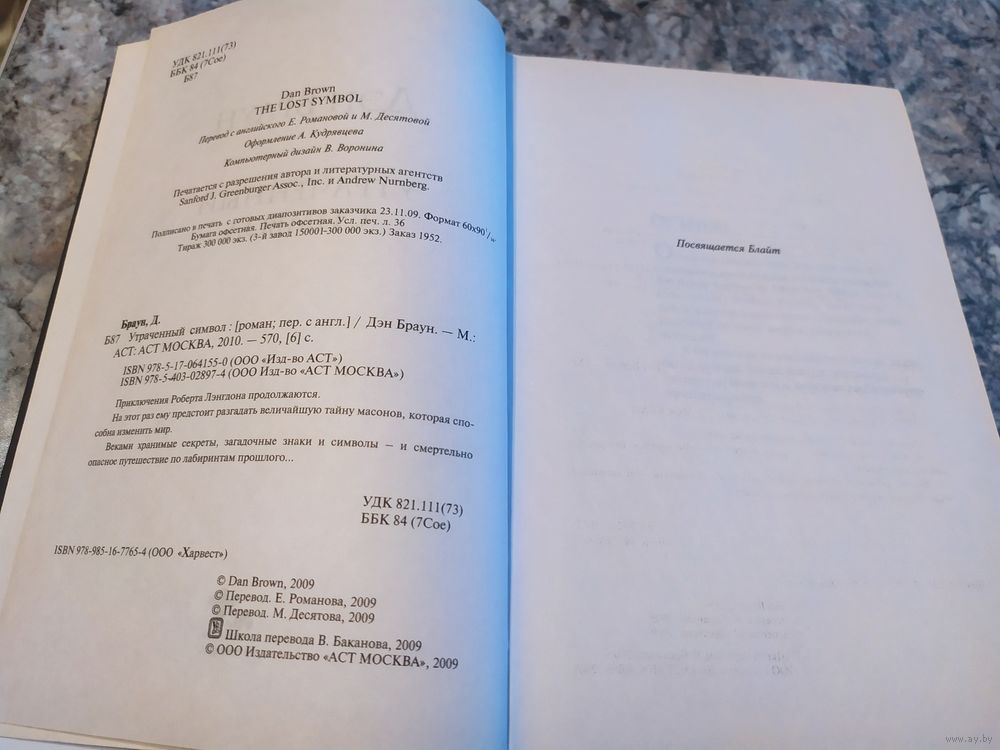 УДК 821.111(73)
ББК 84 (7Сое)
Б87
Dan Brown
THE LOST SYMBOL
Перевод с английского Е. Романовой и М. Десятовой
Оформление А. Кудрявцева
Компьютерный дизайн В. Воронина
Печатается с разрешения автора и литературных агентств
Sanford J. Greenburger Assoc., Inc. и Andrew Nurnberg.
Подписано в печать с готовых диапозитивов заказчика 23.11.09. Формат 60х90 1/16
Бумага офсетная. Печать офсетная. Усл. печ. л. 36
Тираж 300 000 экз. (3-й завод 150001-300 000 экз.) Заказ 1952.
Браун, Д.
Б87 Утраченный символ : [роман; пер. с англ.] / Дэн Браун. — М.:
АСТ: АСТ МОСКВА, 2010. — 570, [6] с.
ISBN 978-5-17-064155-0 (ООО «Изд-во АСТ»)
ISBN 978-5-403-02897-4 (ООО Изд-во «АСТ МОСКВА»)
Приключения Роберта Лэнгдона продолжаются.
На этот раз ему предстоит разгадать величайшую тайну масонов, которая спо-
собна изменить мир.
Веками хранимые секреты, загадочные знаки и символы — и смертельно
опасное путешествие по лабиринтам прошлого...
УДК 821.111(73)
ББК 84 (7Сое)
ISBN 978-985-16-7765-4 (ООО «Харвест»)
© Dan Brown, 2009
© Перевод. Е. Романова, 2009
© Перевод. М. Десятова, 2009
Школа перевода В. Баканова, 2009
© ООО Издательство «АСТ МОСКВА», 2009
Посвящается Блайт
www.ay.by